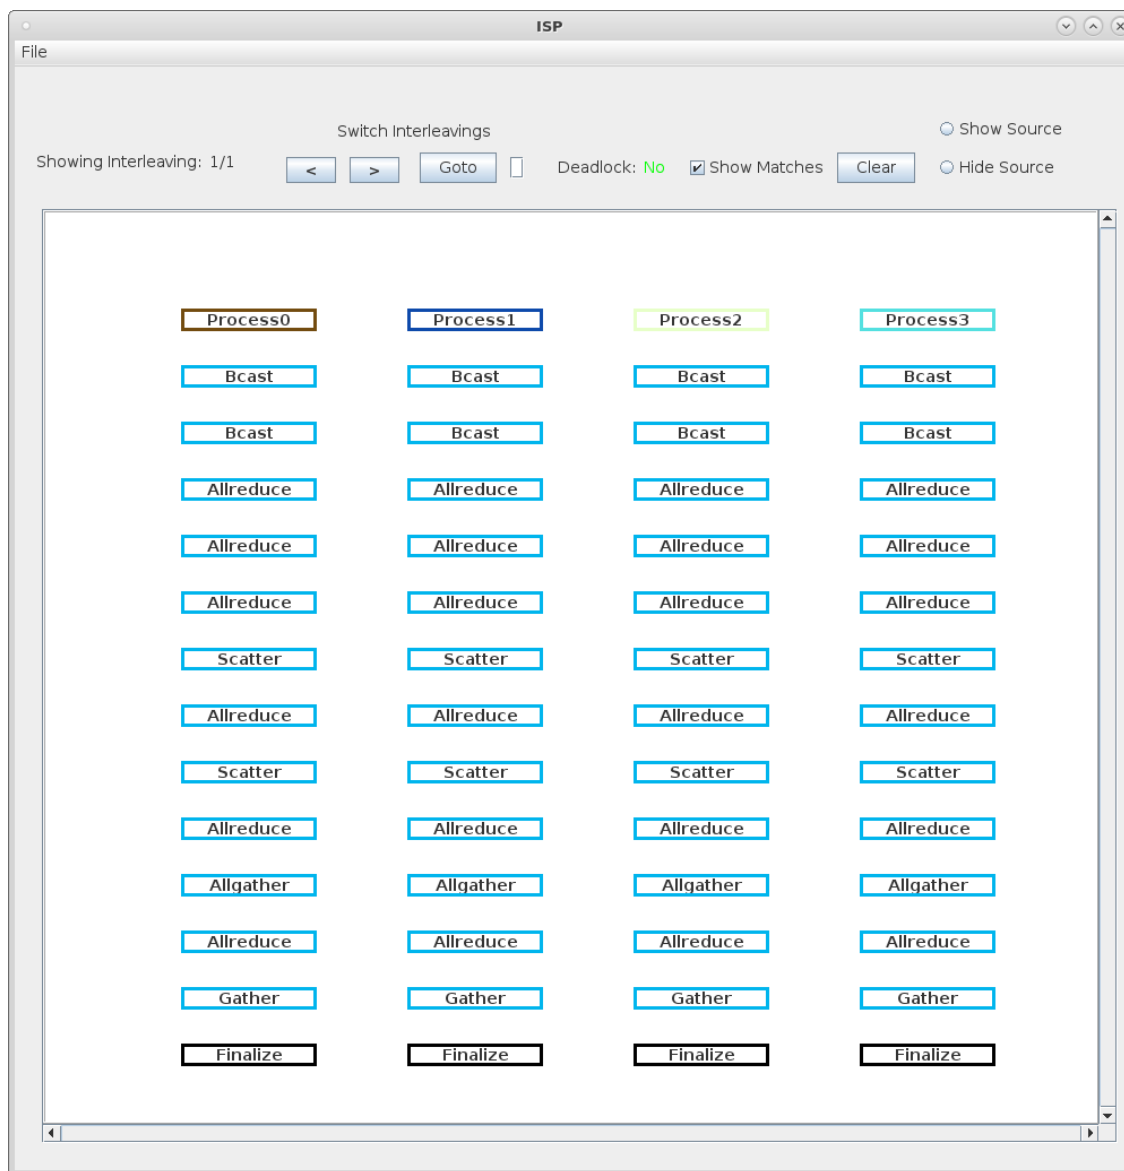 ISP
File
Switch Interleavings
Show Source
Showing Interleaving: 1/1
< > Goto Deadlock: No Show Matches Clear Hide Source
Process0 Process1 Process2 Process3
Bcast Bcast Bcast Bcast
Bcast Bcast Bcast Bcast
Allreduce Allreduce Allreduce Allreduce
Allreduce Allreduce Allreduce Allreduce
Allreduce Allreduce Allreduce Allreduce
Scatter Scatter Scatter Scatter
Allreduce Allreduce Allreduce Allreduce
Scatter Scatter Scatter Scatter
Allreduce Allreduce Allreduce Allreduce
Allgather Allgather Allgather Allgather
Allreduce Allreduce Allreduce Allreduce
Gather Gather Gather Gather
Finalize Finalize Finalize Finalize